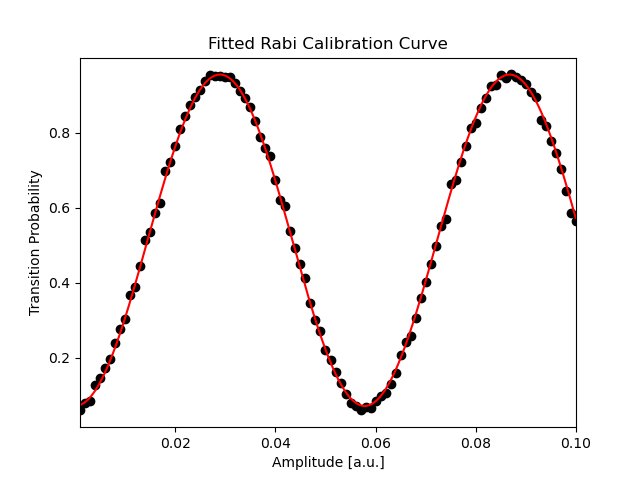 Fitted Rabi Calibration Curve
Transition Probability
0.8
0.6
0.4
0.2
0.02 0.04 0.06 0.08 0.10
Amplitude [a.u.]